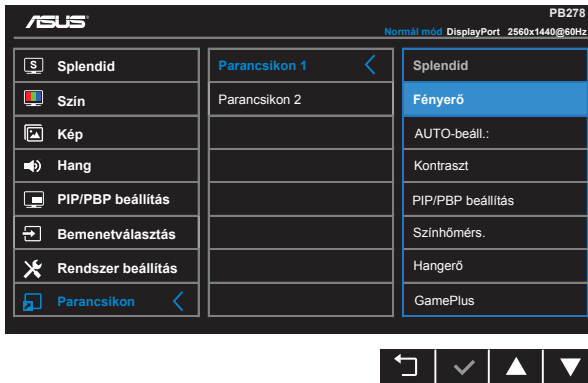 ASUS
PB278
Normál mód DisplayPort 2560x1440@60Hz
S Splendid
Szín
Kép
Hang
PIP/PBP beállítás
Bemenetválasztás
Rendszer beállítás
Parancsikon
Parancsikon 1
Parancsikon 2
Splendid
Fényerő
AUTO-beáll.:
Kontraszt
PIP/PBP beállítás
Színhőmérs.
Hangerő
GamePlus